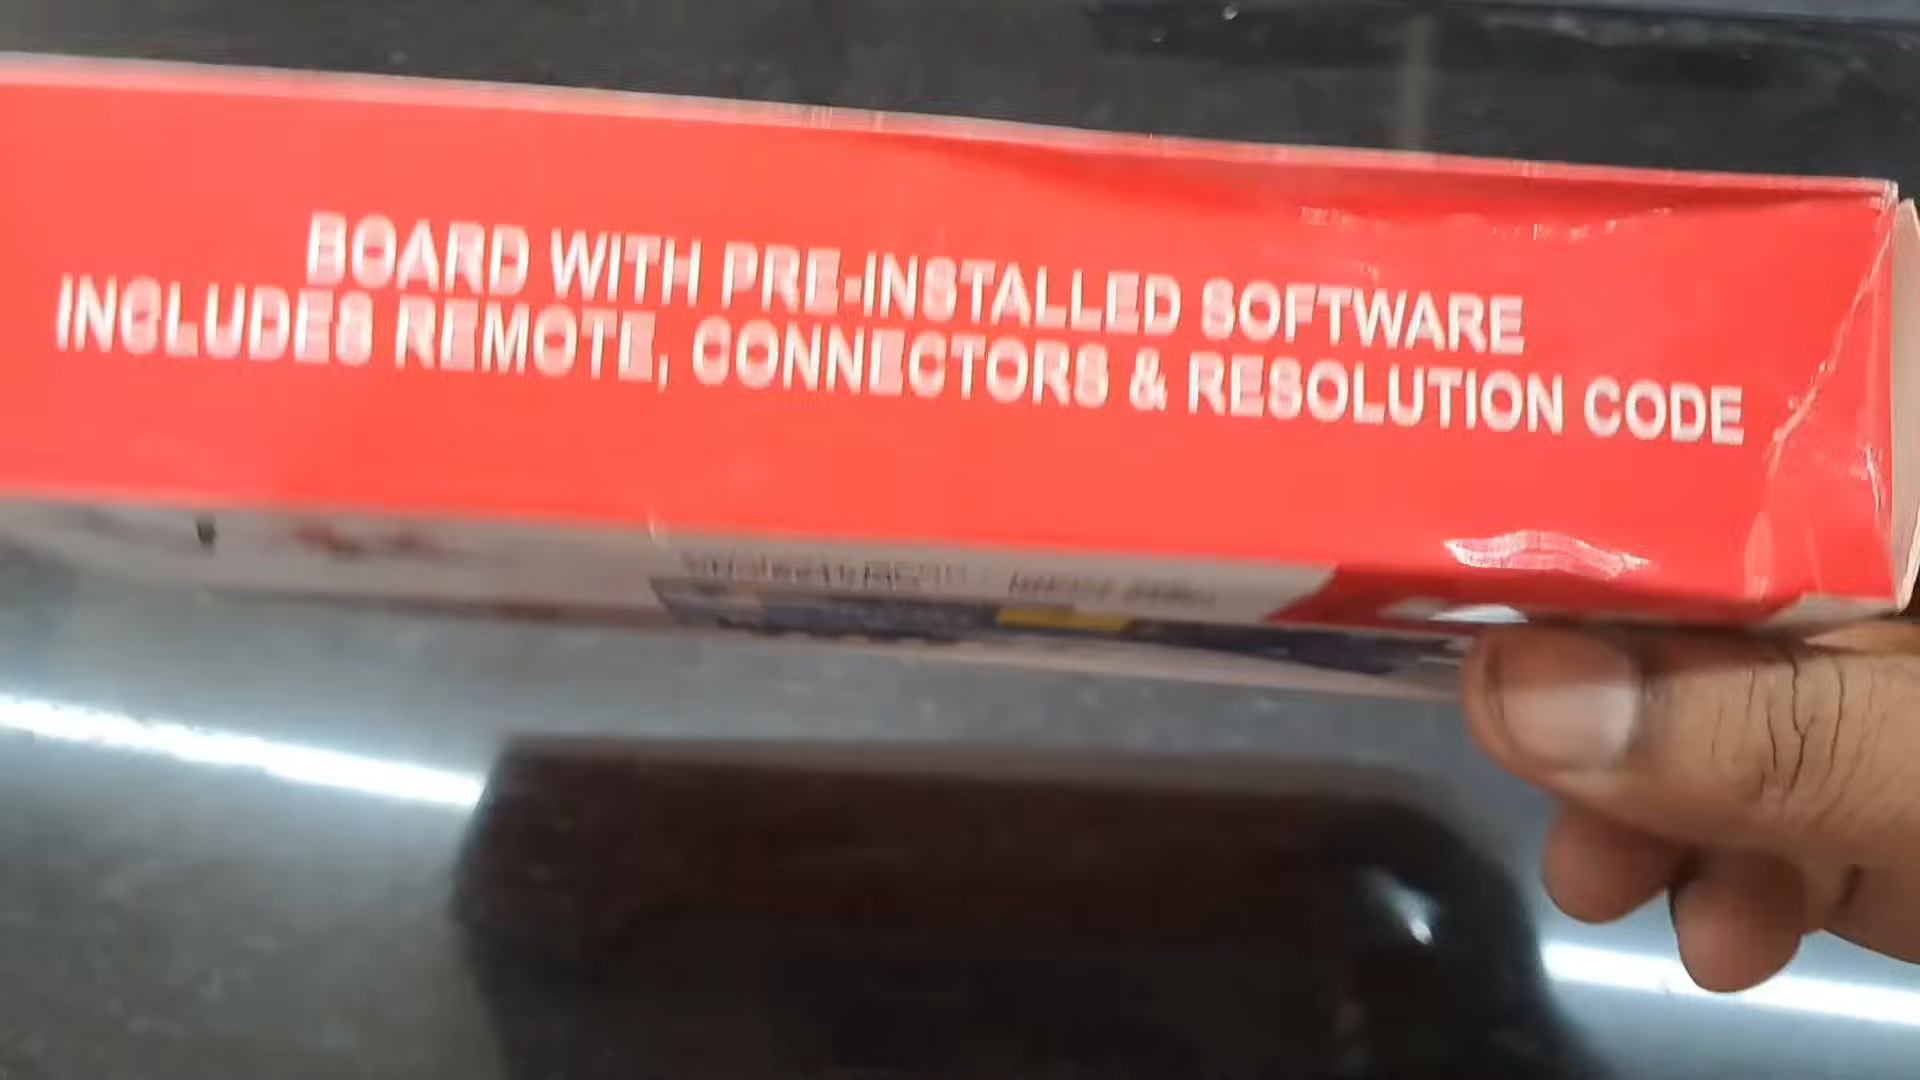 BOARD WITH PRE-INSTALLED SOFTWARE
INCLUDES REMOTE, CONNECTORS & RESOLUTION CODE